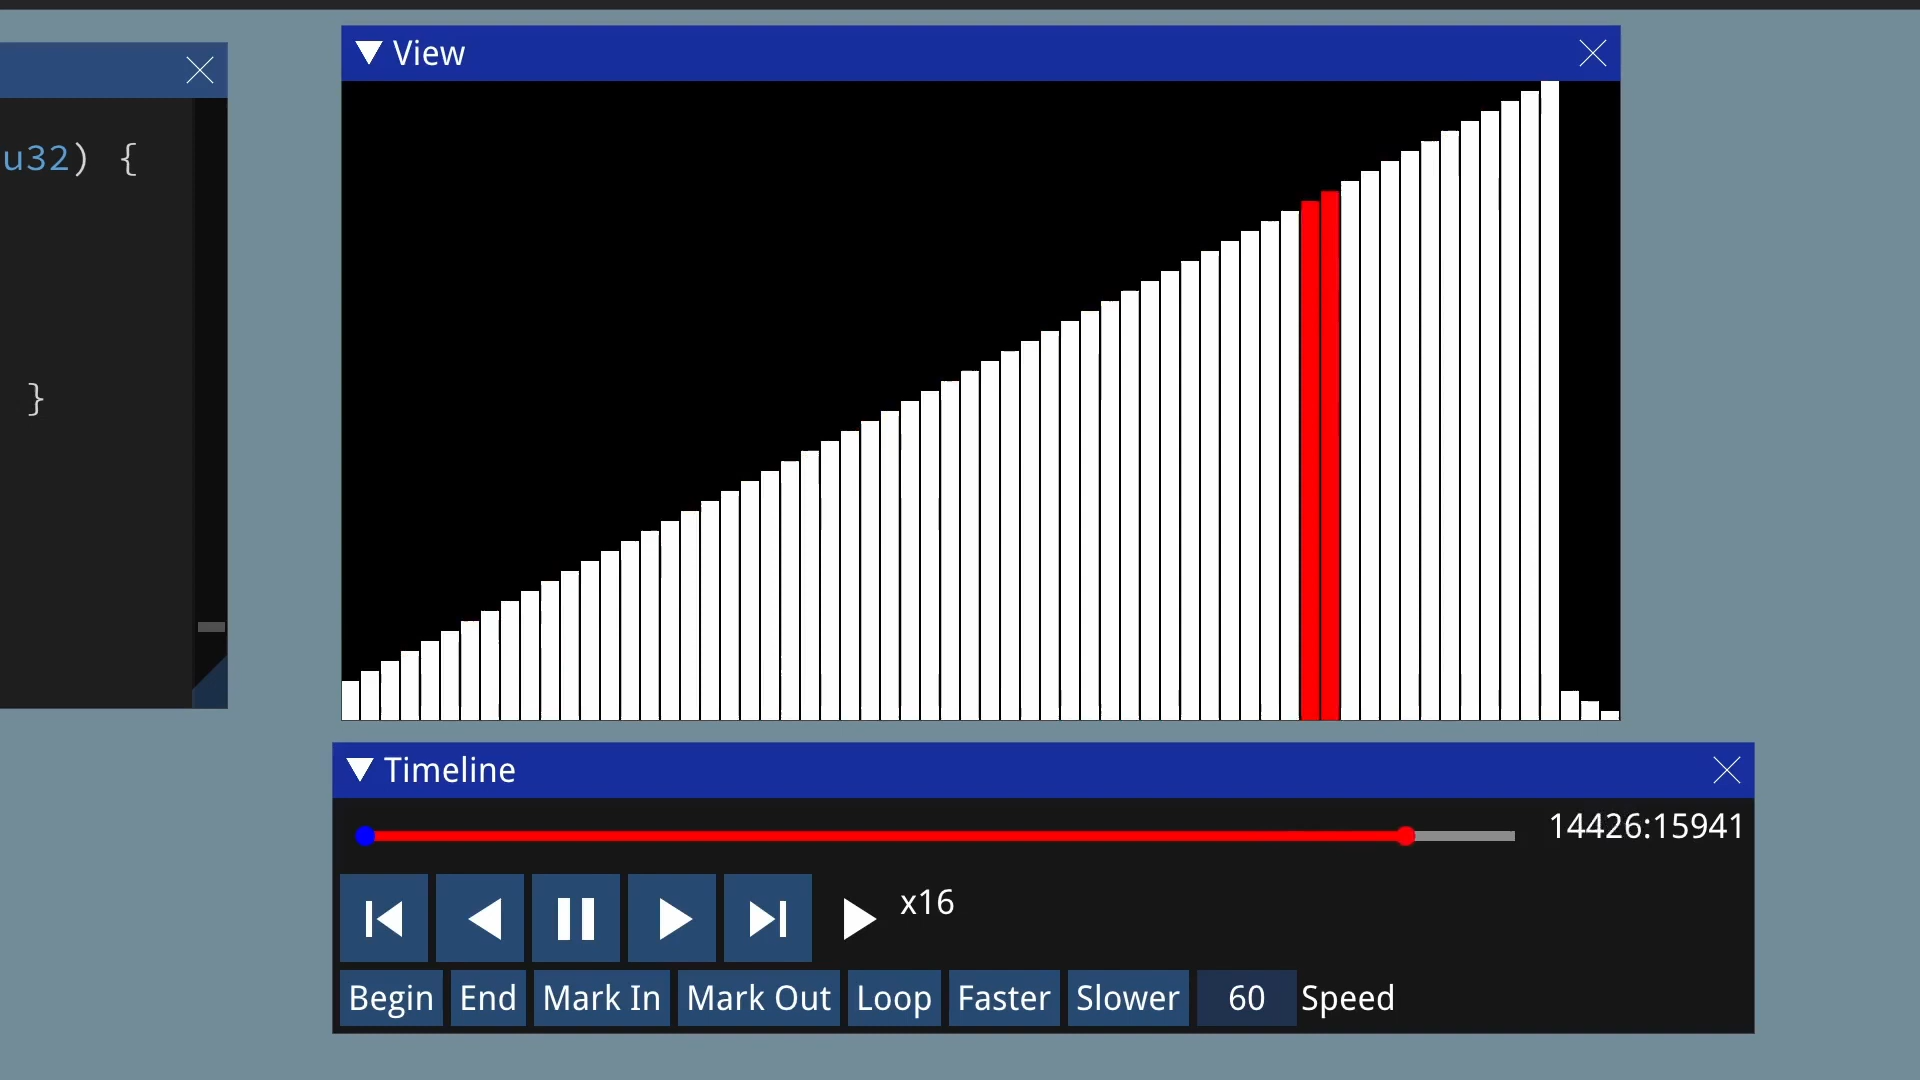 View
u32) {
}
Timeline
14426:15941
x16
Begin End Mark In Mark Out Loop Faster Slower 60 Speed